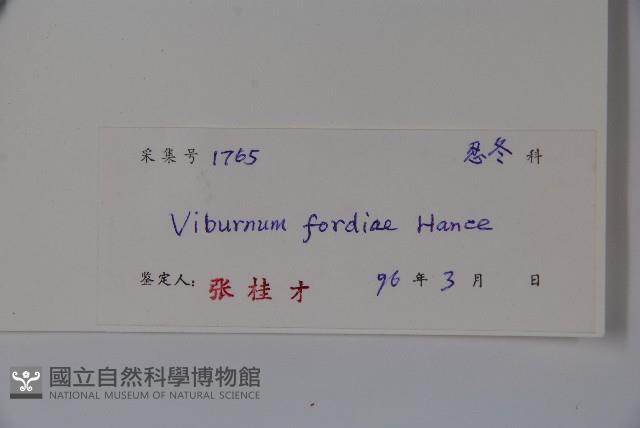 采集号 1765 忍冬 科
Viburnum fordiae Hance
鉴定人: 张桂才 96 年 3 月 日
國立自然科學博物館
NATIONAL MUSEUM OF NATURAL SCIENCE